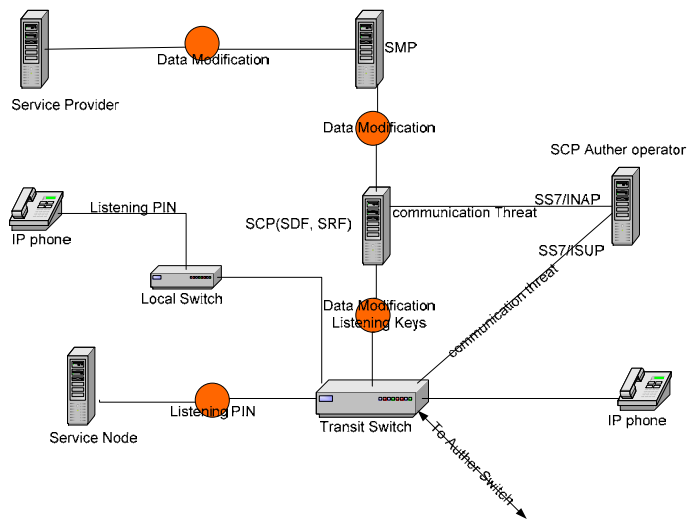 SMP
Data Modification
Service Provider
Data Modification
SCP Auther operator
Listening PIN
SS7/INAP
communication Threat
SCP(SDF, SRF)
IP phone
SS7/ISUP
communication threat
Local Switch
Data Modification
Listening Keys
Listening PIN
Service Node
Transit Switch
IP phone
To Auther Switch